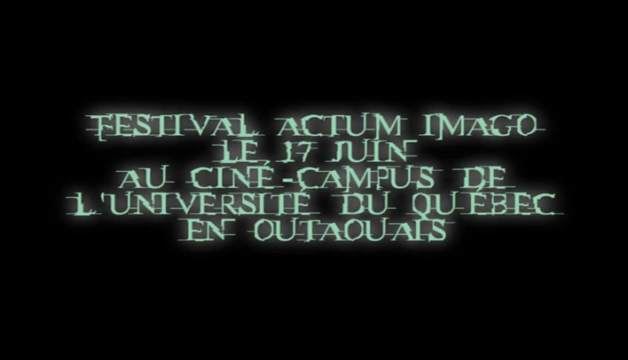 FESTIVAL ACTUM IMAGO
LE 17 JUIN
AU CINÉ-CAMPUS DE
L'UNIVERSITÉ DU QUÉBEC
EN OUTAOUAIS